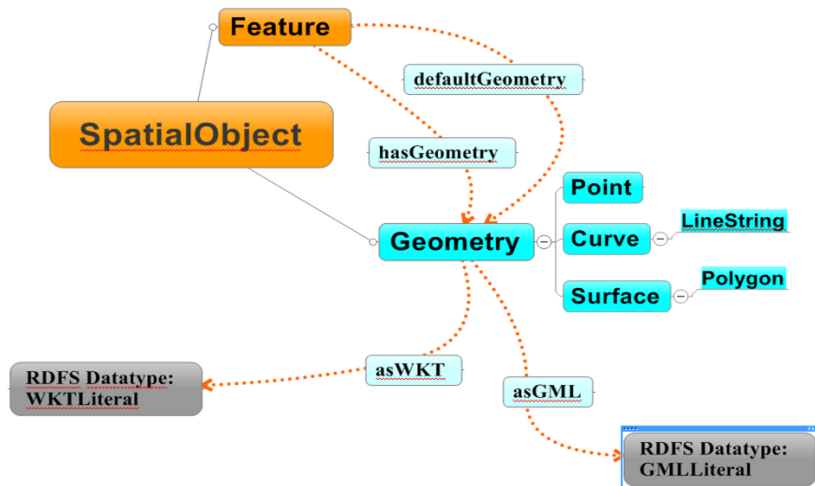 Feature
defaultGeometry
SpatialObject
hasGeometry
Point
LineString
Geometry
Curve
Polygon
Surface
asWKT
RDFS Datatype:
WKTLiteral
asGML
RDFS Datatype:
GMLLiteral